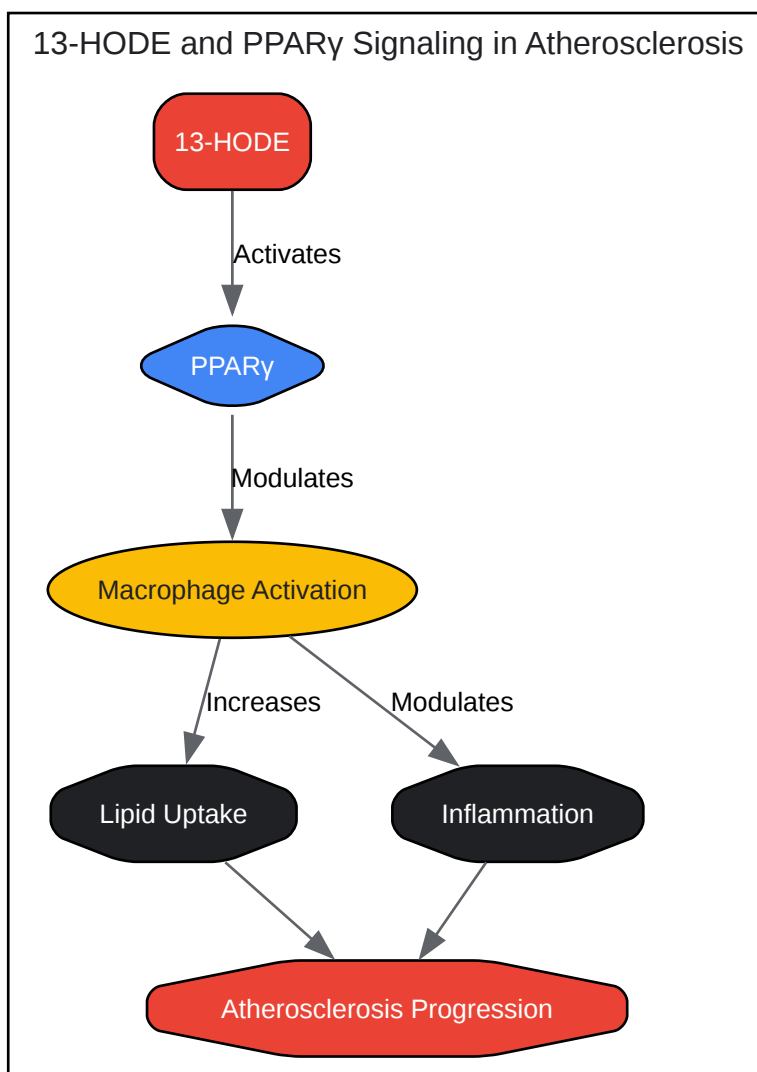 13-HODE and PPARγ Signaling in Atherosclerosis
13-HODE
Activates
PPARγ
Modulates
Macrophage Activation
Increases
Modulates
Lipid Uptake
Inflammation
Atherosclerosis Progression